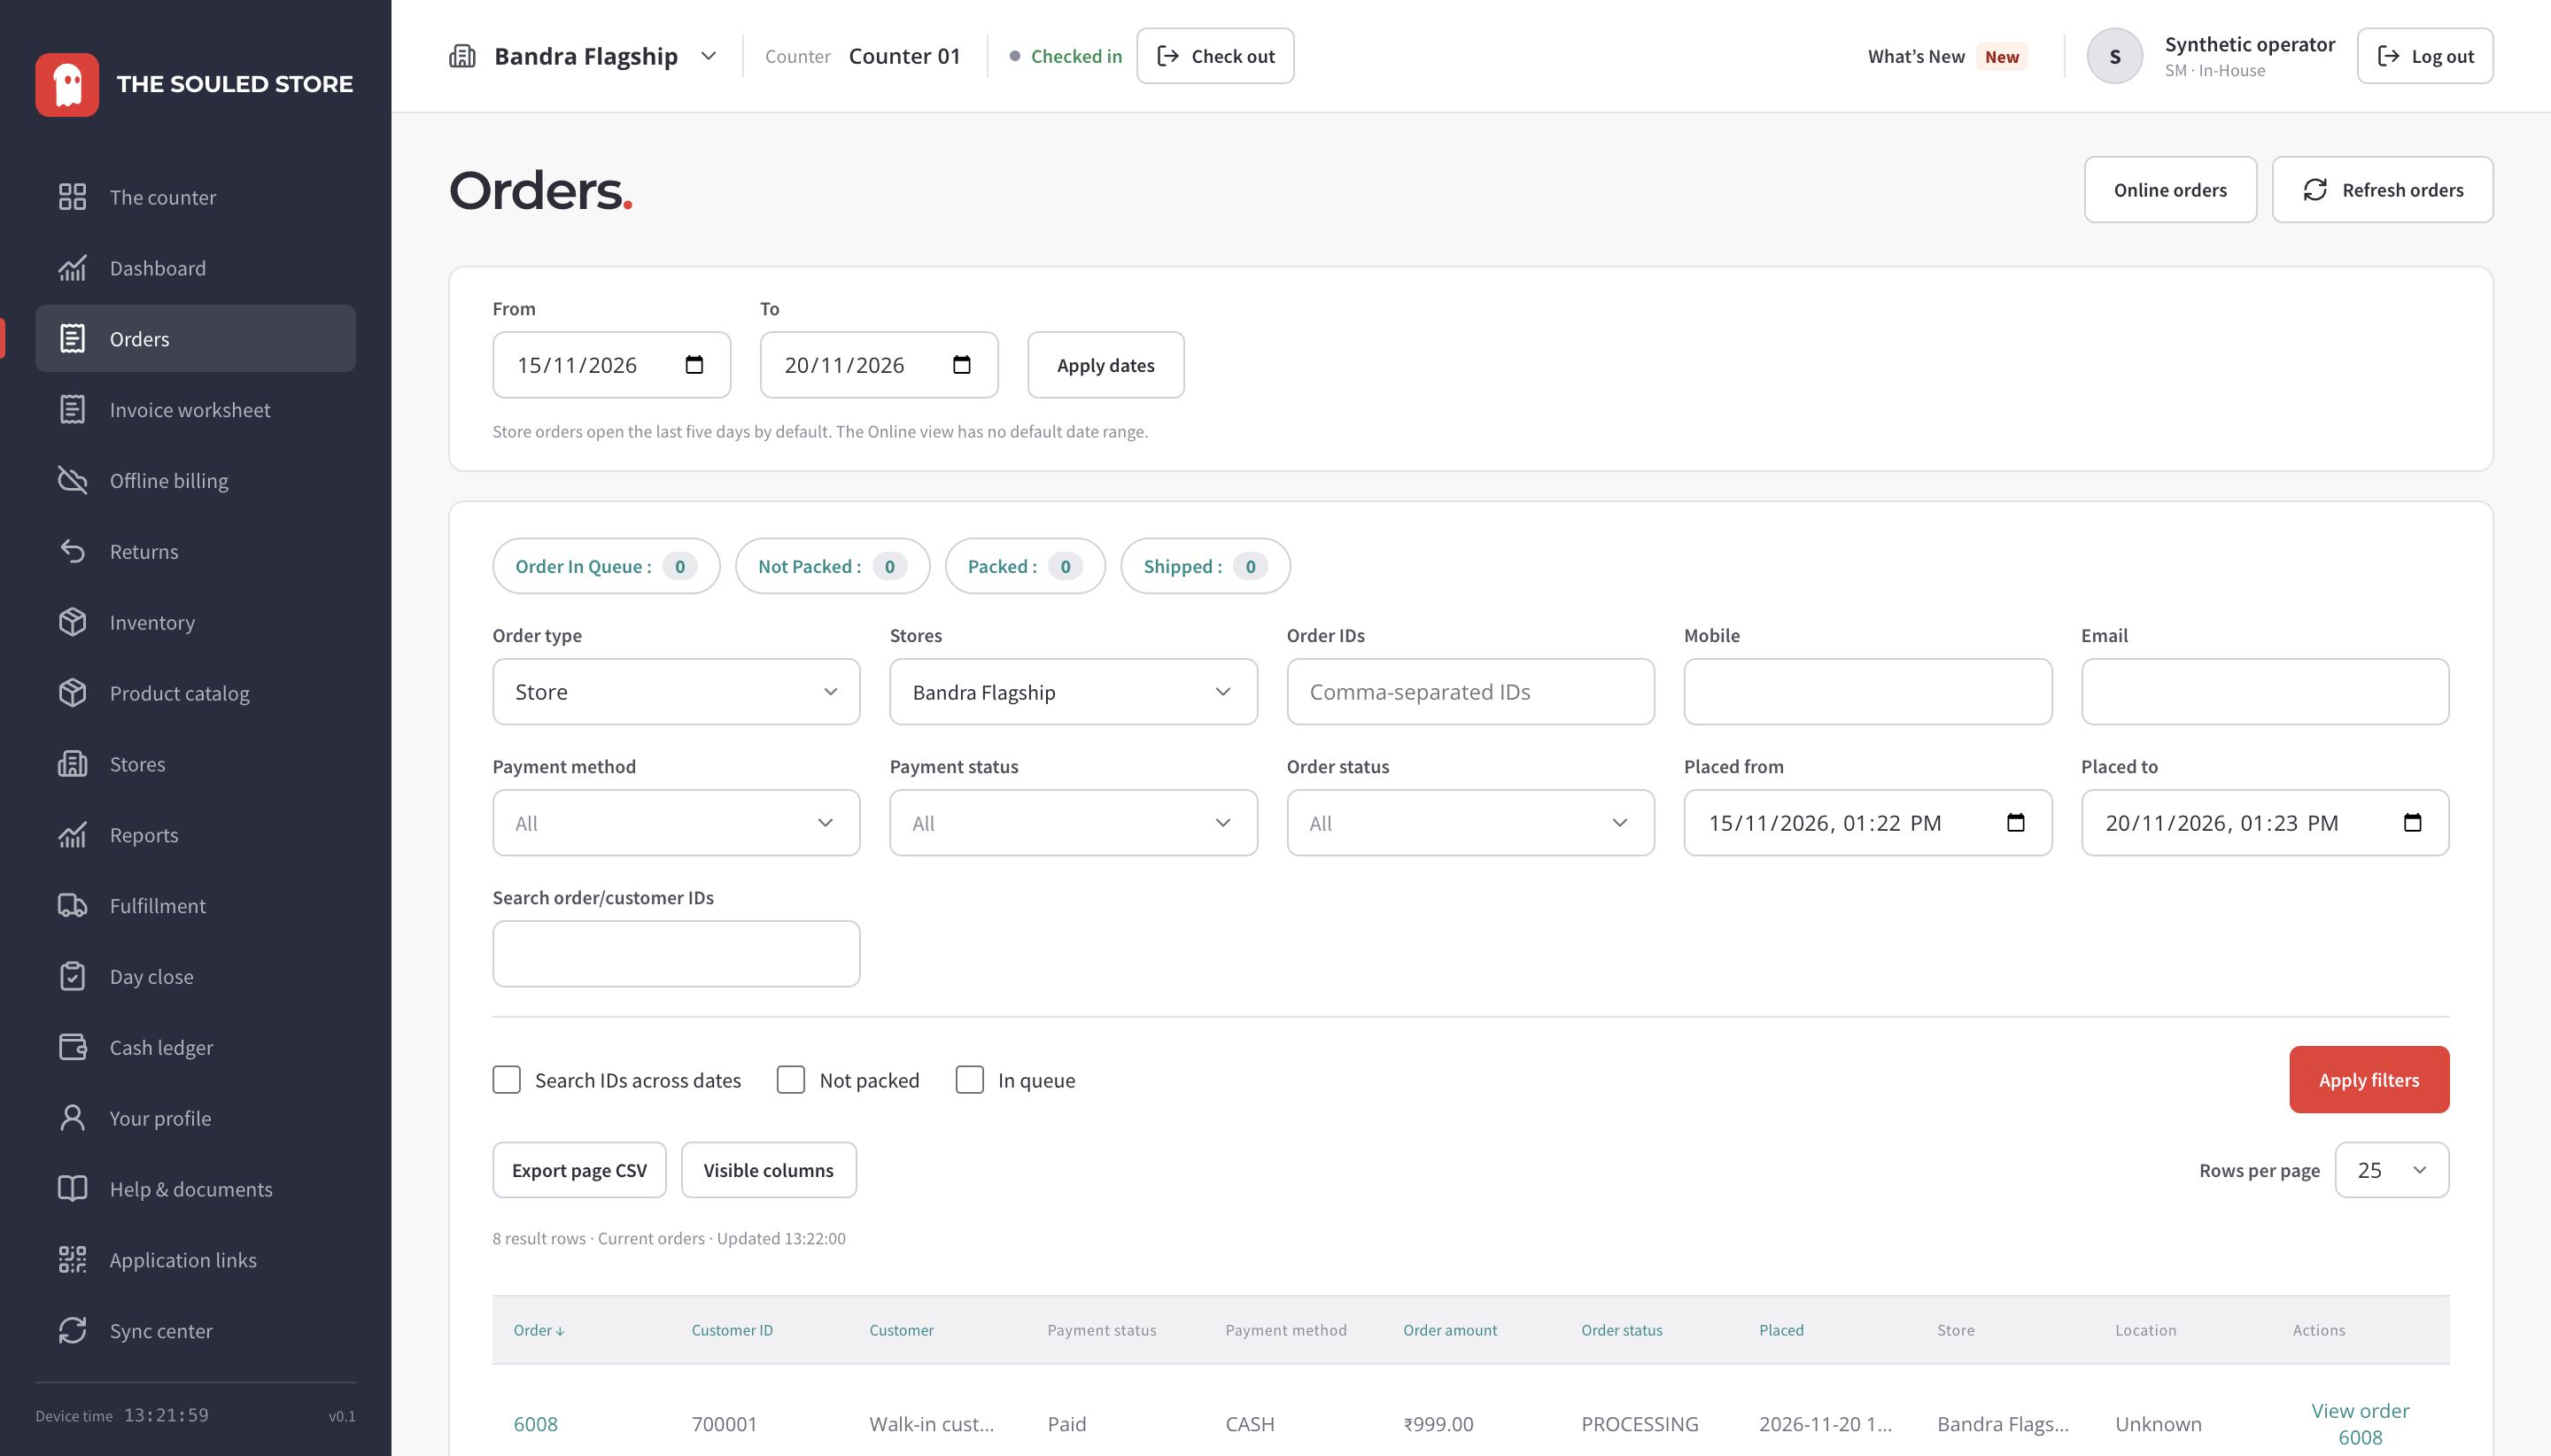 THE SOULED STORE
The counter
Dashboard
Orders
Invoice worksheet
Offline billing
Returns
Inventory
Product catalog
Stores
Reports
Fulfillment
Day close
Cash ledger
Your profile
Help & documents
Application links
Sync center
Device time 13:21:59 v0.1
Bandra Flagship Counter Counter 01 Checked in Check out
What’s New New S Synthetic operator Log out
SM · In-House
Orders.
Online orders Refresh orders
From To
15/11/2026 20/11/2026 Apply dates
Store orders open the last five days by default. The Online view has no default date range.
Order In Queue : 0 Not Packed : 0 Packed : 0 Shipped : 0
Order type Stores Order IDs Mobile Email
Store Bandra Flagship Comma-separated IDs
Payment method Payment status Order status Placed from Placed to
All All All 15/11/2026, 01:22 PM 20/11/2026, 01:23 PM
Search order/customer IDs
Search IDs across dates Not packed In queue Apply filters
Export page CSV Visible columns Rows per page 25
8 result rows · Current orders · Updated 13:22:00
Order ↓ Customer ID Customer Payment status Payment method Order amount Order status Placed Store Location Actions
6008 700001 Walk-in cust... Paid CASH ₹999.00 PROCESSING 2026-11-20 1... Bandra Flags... Unknown View order
6008